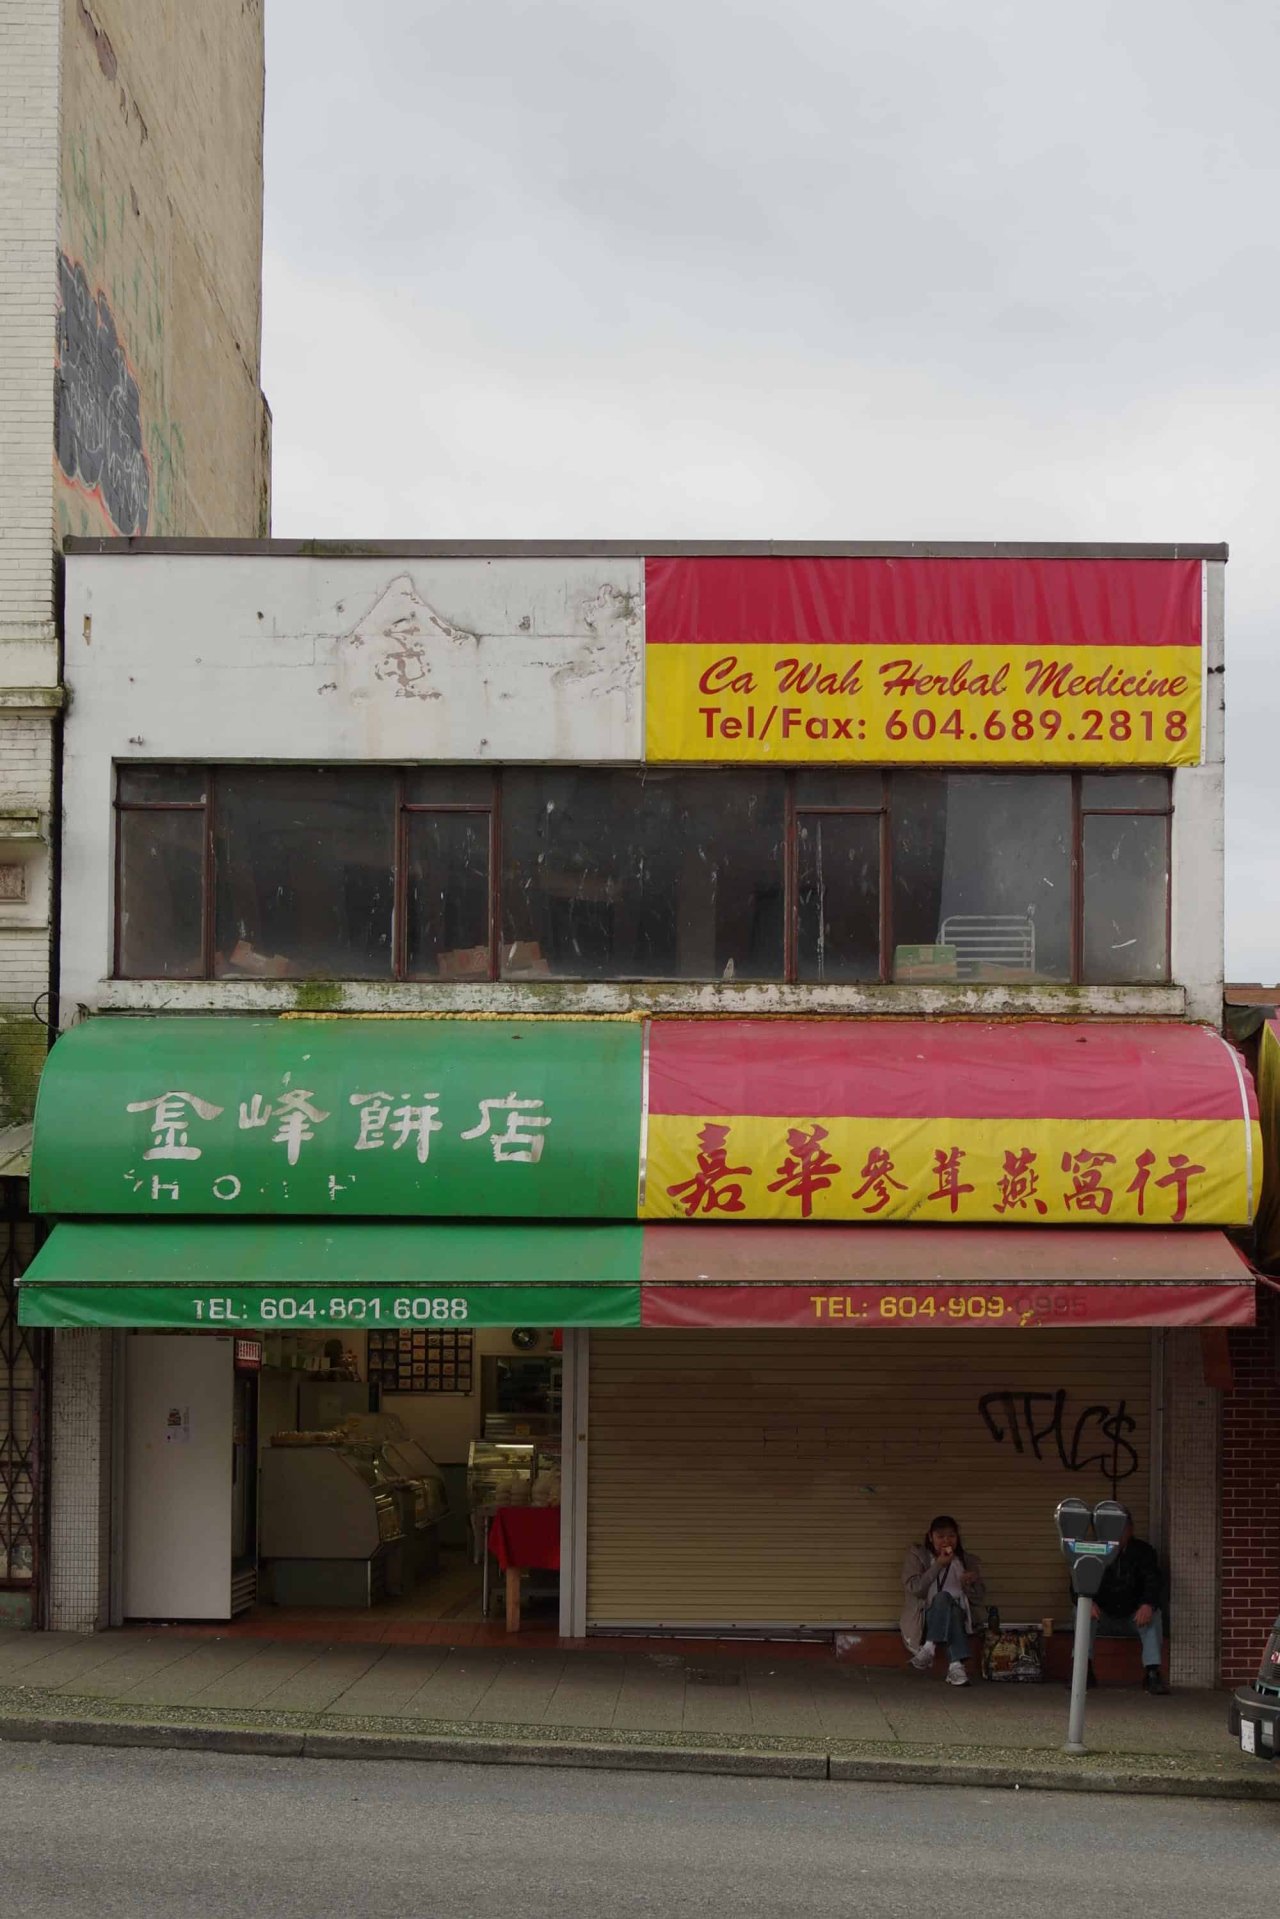 Ca Wah Herbal Medicine
Tel/Fax: 604.689.2818
金峰餅店
嘉華參茸燕窩行
TEL: 604·801·6088
TEL: 604·909·0995